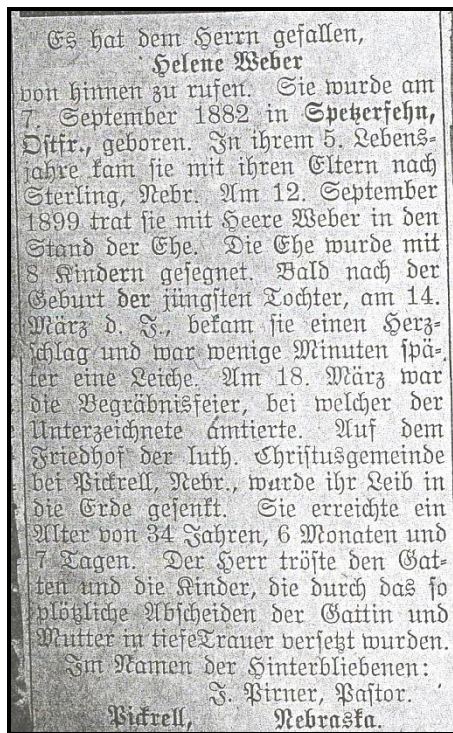 Es hat dem Herrn gefallen,
Helene Weber
von hinnen zu rufen. Sie wurde am
7. September 1882 in Spetzerfehn,
Ostfr., geboren. In ihrem 5. Lebens-
jahre kam sie mit ihren Eltern nach
Sterling, Nebr. Am 12. September
1899 trat sie mit Heere Weber in den
Stand der Ehe. Die Ehe wurde mit
8 Kindern gesegnet. Bald nach der
Geburt der jüngsten Tochter, am 14.
März d. J., bekam sie einen Herz-
schlag und war wenige Minuten spä-
ter eine Leiche. Am 18. März war
die Begräbnisfeier, bei welcher der
Unterzeichnete amtierte. Auf dem
Friedhof der luth. Christusgemeinde
bei Pickrell, Nebr., wurde ihr Leib in
die Erde gesenkt. Sie erreichte ein
Alter von 34 Jahren, 6 Monaten und
7 Tagen. Der Herr tröste den Gat-
ten und die Kinder, die durch das so
plötzliche Abscheiden der Gattin und
Mutter in tiefe Trauer versetzt wurden.
Im Namen der Hinterbliebenen:
J. Pirner, Pastor.
Pickrell, Nebraska.